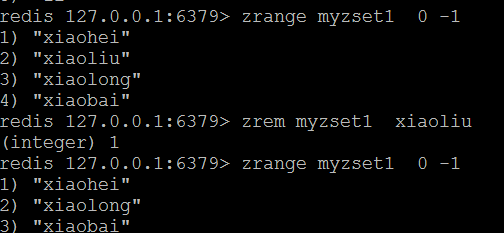 redis 127.0.0.1:6379> zrange myzset1  0 -1
1) "xiaohei"
2) "xiaoliu"
3) "xiaolong"
4) "xiaobai"
redis 127.0.0.1:6379> zrem myzset1  xiaoliu
(integer) 1
redis 127.0.0.1:6379> zrange myzset1  0 -1
1) "xiaohei"
2) "xiaolong"
3) "xiaobai"